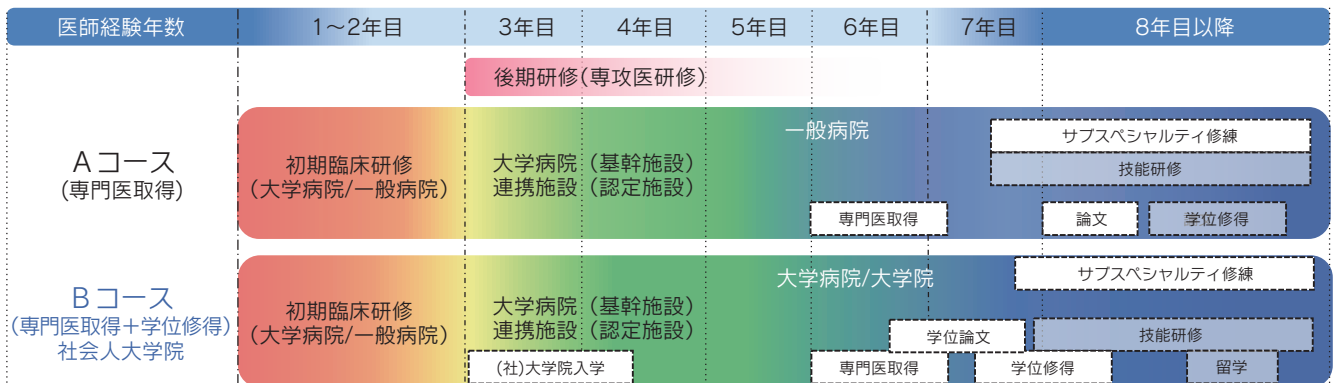 医師経験年数
1～2年目
3年目
4年目
5年目
6年目
7年目
8年目以降
後期研修(専攻医研修)
Aコース
(専門医取得)
初期臨床研修
(大学病院/一般病院)
大学病院(基幹施設)
連携施設(認定施設)
一般病院
サブスペシャルティ修練
技能研修
専門医取得
論文
学位修得
Bコース
(専門医取得+学位修得)
社会人大学院
初期臨床研修
(大学病院/一般病院)
大学病院(基幹施設)
連携施設(認定施設)
大学病院/大学院
サブスペシャルティ修練
学位論文
技能研修
(社)大学院入学
専門医取得
学位修得
留学